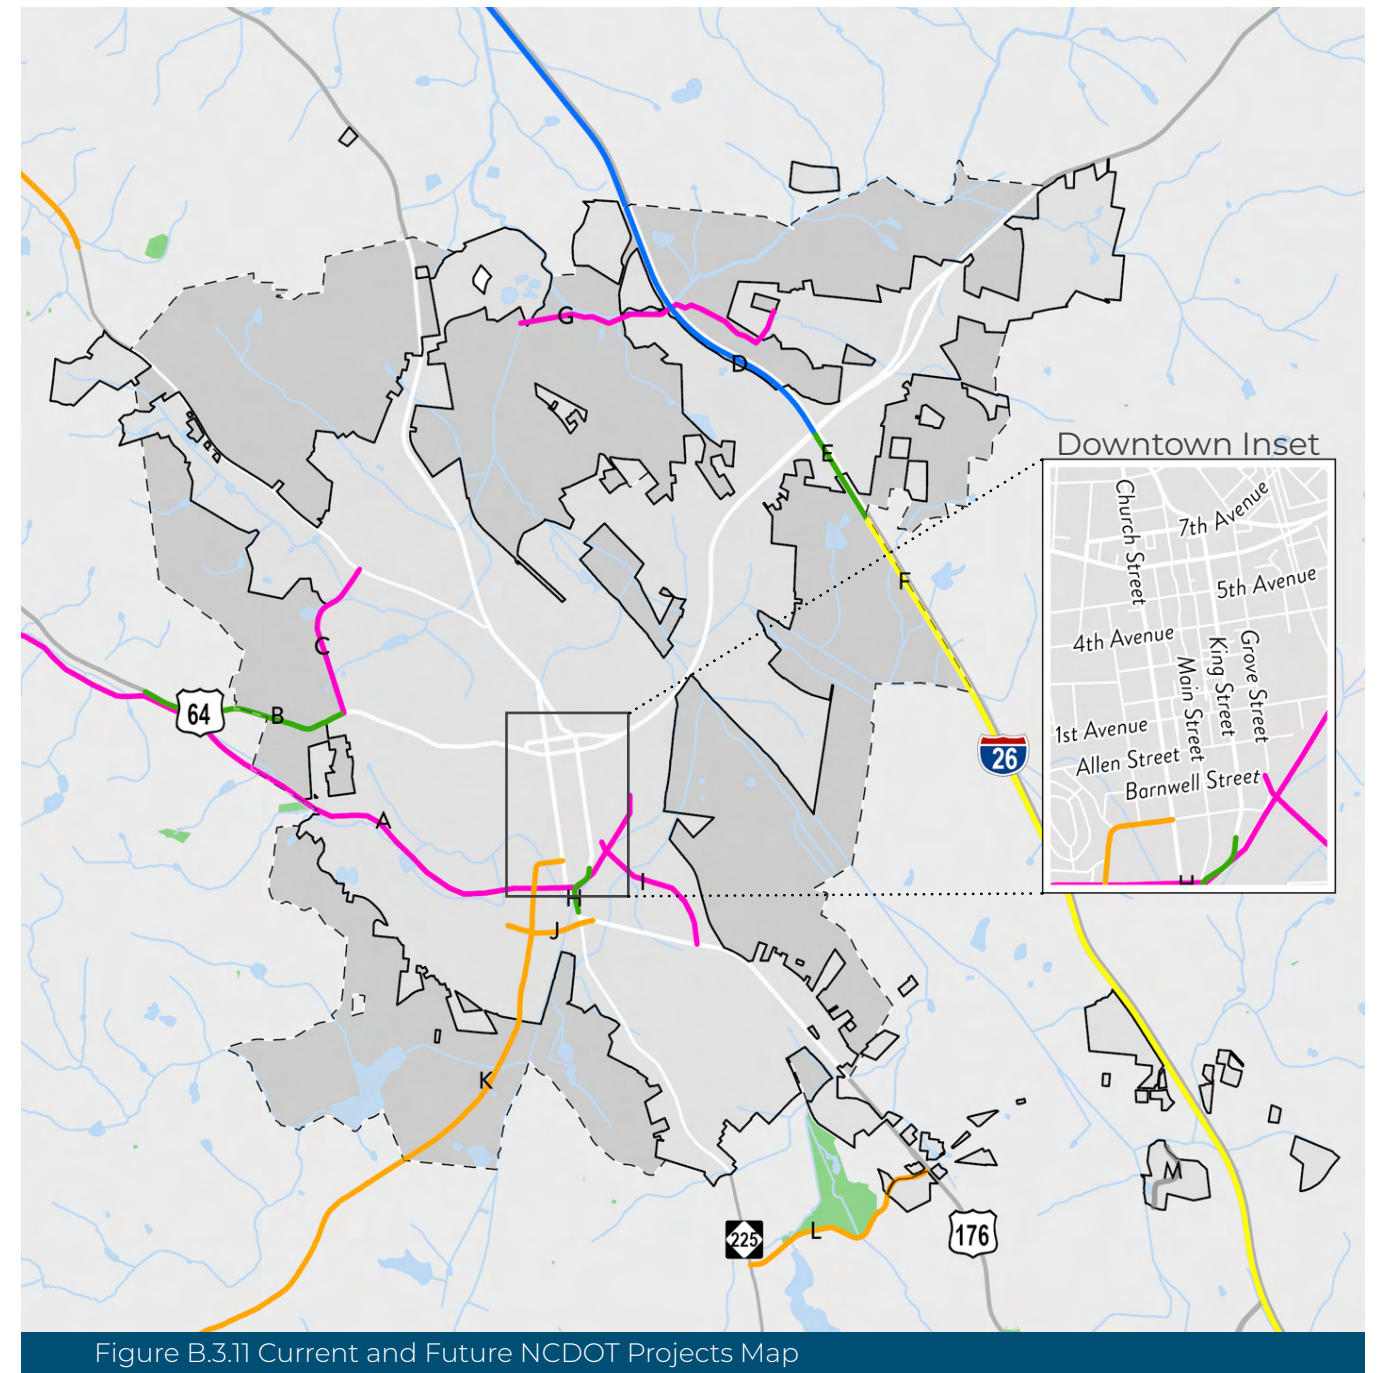 G
D
Downtown Inset
E
Church Street
7th Avenue
F
5th Avenue
C
4th Avenue
Grove Street
King Street
Main Street
64
B
1st Avenue
26
Allen Street
Barnwell Street
A
I
H
H
J
K
M
L
225
176
Figure B.3.11 Current and Future NCDOT Projects Map